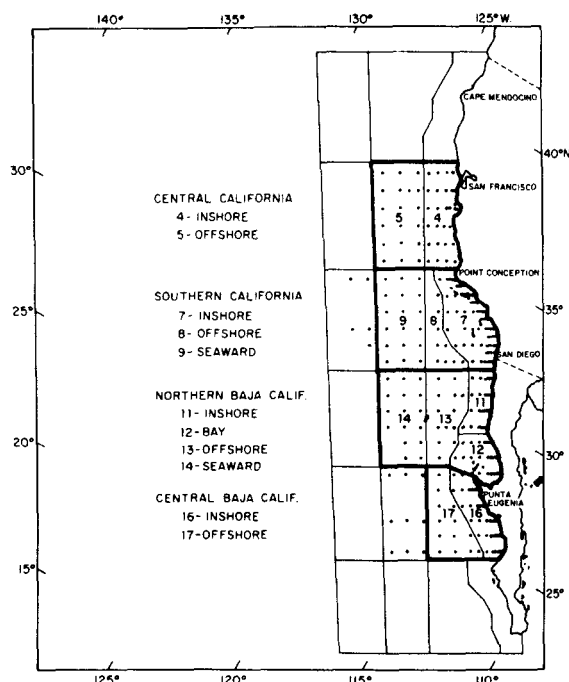 140°
130°
125°W.
CAPE MENDOCINO
40°N
30°
SAN FRANCISCO
CENTRAL CALIFORNIA
4- INSHORE
5- OFFSHORE
5
4
POINT CONCEPTION
25°
35°
SOUTHERN CALIFORNIA
7- INSHORE
8- OFFSHORE
9- SEAWARD
9
8
7
SAN DIEGO
NORTHERN BAJA CALIF.
11- INSHORE
12- BAY
13- OFFSHORE
14- SEAWARD
14
13
11
12
20°
30°
PUNTA
EUGENIA
CENTRAL BAJA CALIF.
16- INSHORE
17- OFFSHORE
17
16
15°
25°
125°
120°
115°
110°